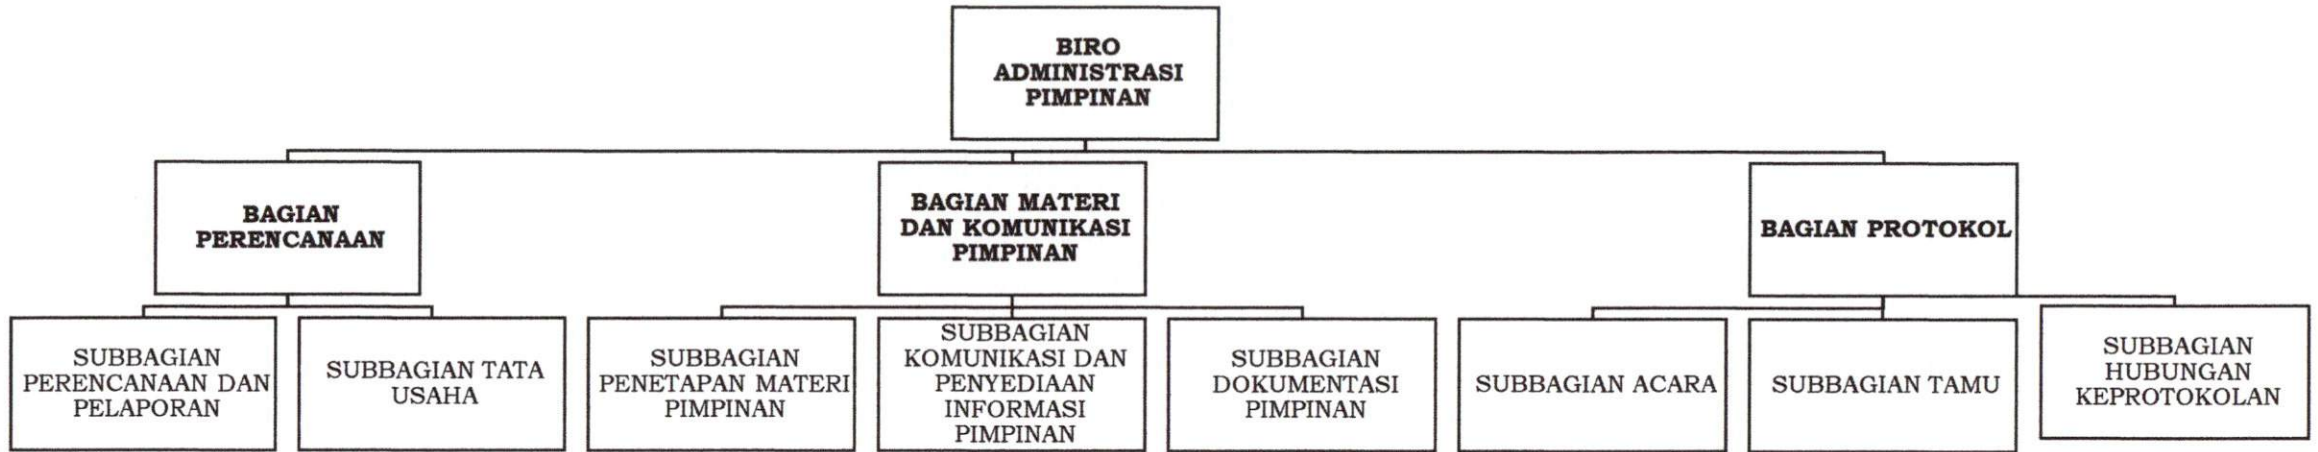 BIRO
ADMINISTRASI
PIMPINAN
BAGIAN
PERENCANAAN
BAGIAN MATERI
DAN KOMUNIKASI
PIMPINAN
BAGIAN PROTOKOL
SUBBAGIAN
PERENCANAAN DAN
PELAPORAN
SUBBAGIAN TATA
USAHA
SUBBAGIAN
PENETAPAN MATERI
PIMPINAN
SUBBAGIAN
KOMUNIKASI DAN
PENYEDIAAN
INFORMASI
PIMPINAN
SUBBAGIAN
DOKUMENTASI
PIMPINAN
SUBBAGIAN ACARA
SUBBAGIAN TAMU
SUBBAGIAN
HUBUNGAN
KEPROTOKOLAN